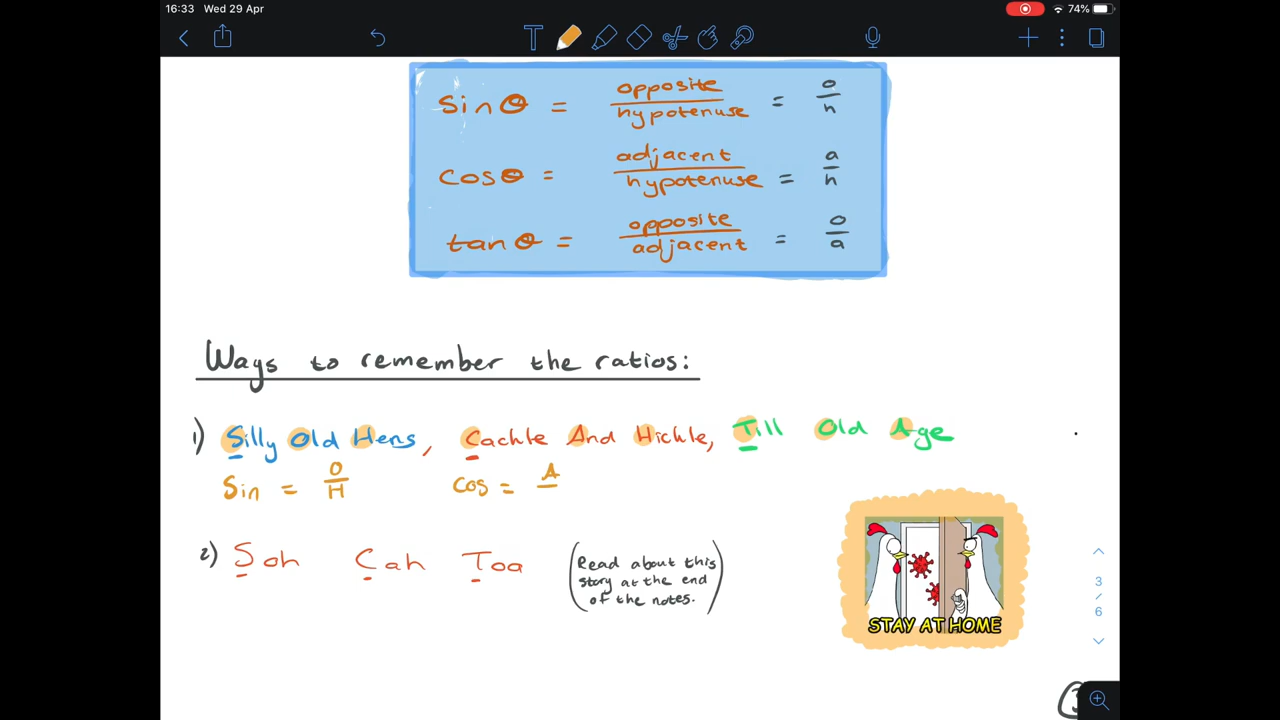 16:33 Wed 29 Apr
74%
T
sin θ = opposite/hypotenuse = o/h
cos θ = adjacent/hypotenuse = a/h
tan θ = opposite/adjacent = o/a
Ways to remember the ratios:
1) Silly Old Hens, Cackle And Hickle, Till Old Age
Sin = O/H Cos = A
2) Soh Cah Toa
(Read about this
story at the end
of the notes.)
STAY AT HOME
3
/
6